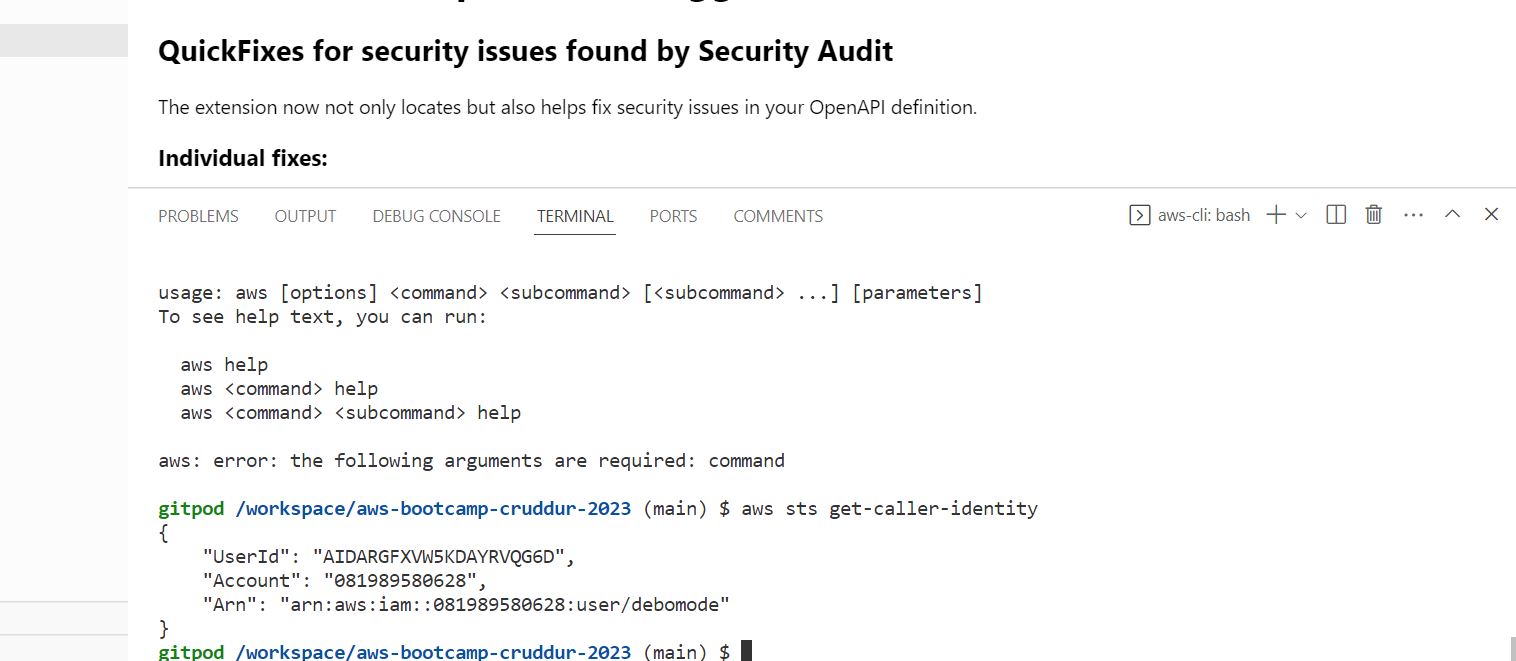 QuickFixes for security issues found by Security Audit
The extension now not only locates but also helps fix security issues in your OpenAPI definition.
Individual fixes:
PROBLEMS OUTPUT DEBUG CONSOLE TERMINAL PORTS COMMENTS aws-cli: bash
usage: aws [options] <command> <subcommand> [<subcommand> ...] [parameters]
To see help text, you can run:
aws help
aws <command> help
aws <command> <subcommand> help
aws: error: the following arguments are required: command
gitpod /workspace/aws-bootcamp-cruddur-2023 (main) $ aws sts get-caller-identity
{
"UserId": "AIDARGFXVW5KDAYRVQG6D",
"Account": "081989580628",
"Arn": "arn:aws:iam::081989580628:user/debomode"
}
gitpod /workspace/aws-bootcamp-cruddur-2023 (main) $